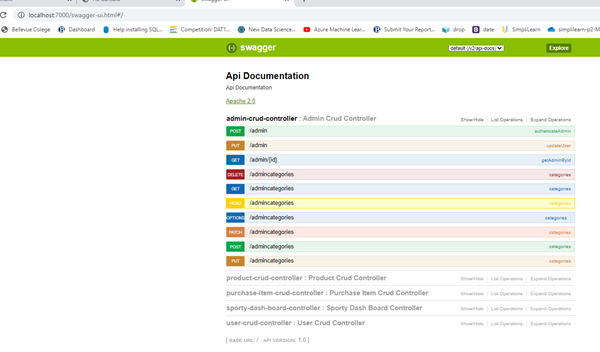 localhost:7000/swagger-ui.html#/
Bellevue Colege Dashboard Help installing SQL... Competition: DAT1... New Data Science... Azure Machine Lear... Submit Your Report... drop date SimpliLearn simplilearn-p2-M
swagger default (/v2/api-docs) Explore
Api Documentation
Api Documentation
Apache 2.0
admin-crud-controller : Admin Crud Controller Show/Hide List Operations Expand Operations
POST /admin authenticateAdmin
PUT /admin updateUser
GET /admin/{id} getAdminById
DELETE /admincategories categories
GET /admincategories categories
HEAD /admincategories categories
OPTIONS /admincategories categories
PATCH /admincategories categories
POST /admincategories categories
PUT /admincategories categories
product-crud-controller : Product Crud Controller Show/Hide List Operations Expand Operations
purchase-item-crud-controller : Purchase Item Crud Controller Show/Hide List Operations Expand Operations
sporty-dash-board-controller : Sporty Dash Board Controller Show/Hide List Operations Expand Operations
user-crud-controller : User Crud Controller Show/Hide List Operations Expand Operations
[ BASE URL: / , API VERSION: 1.0 ]